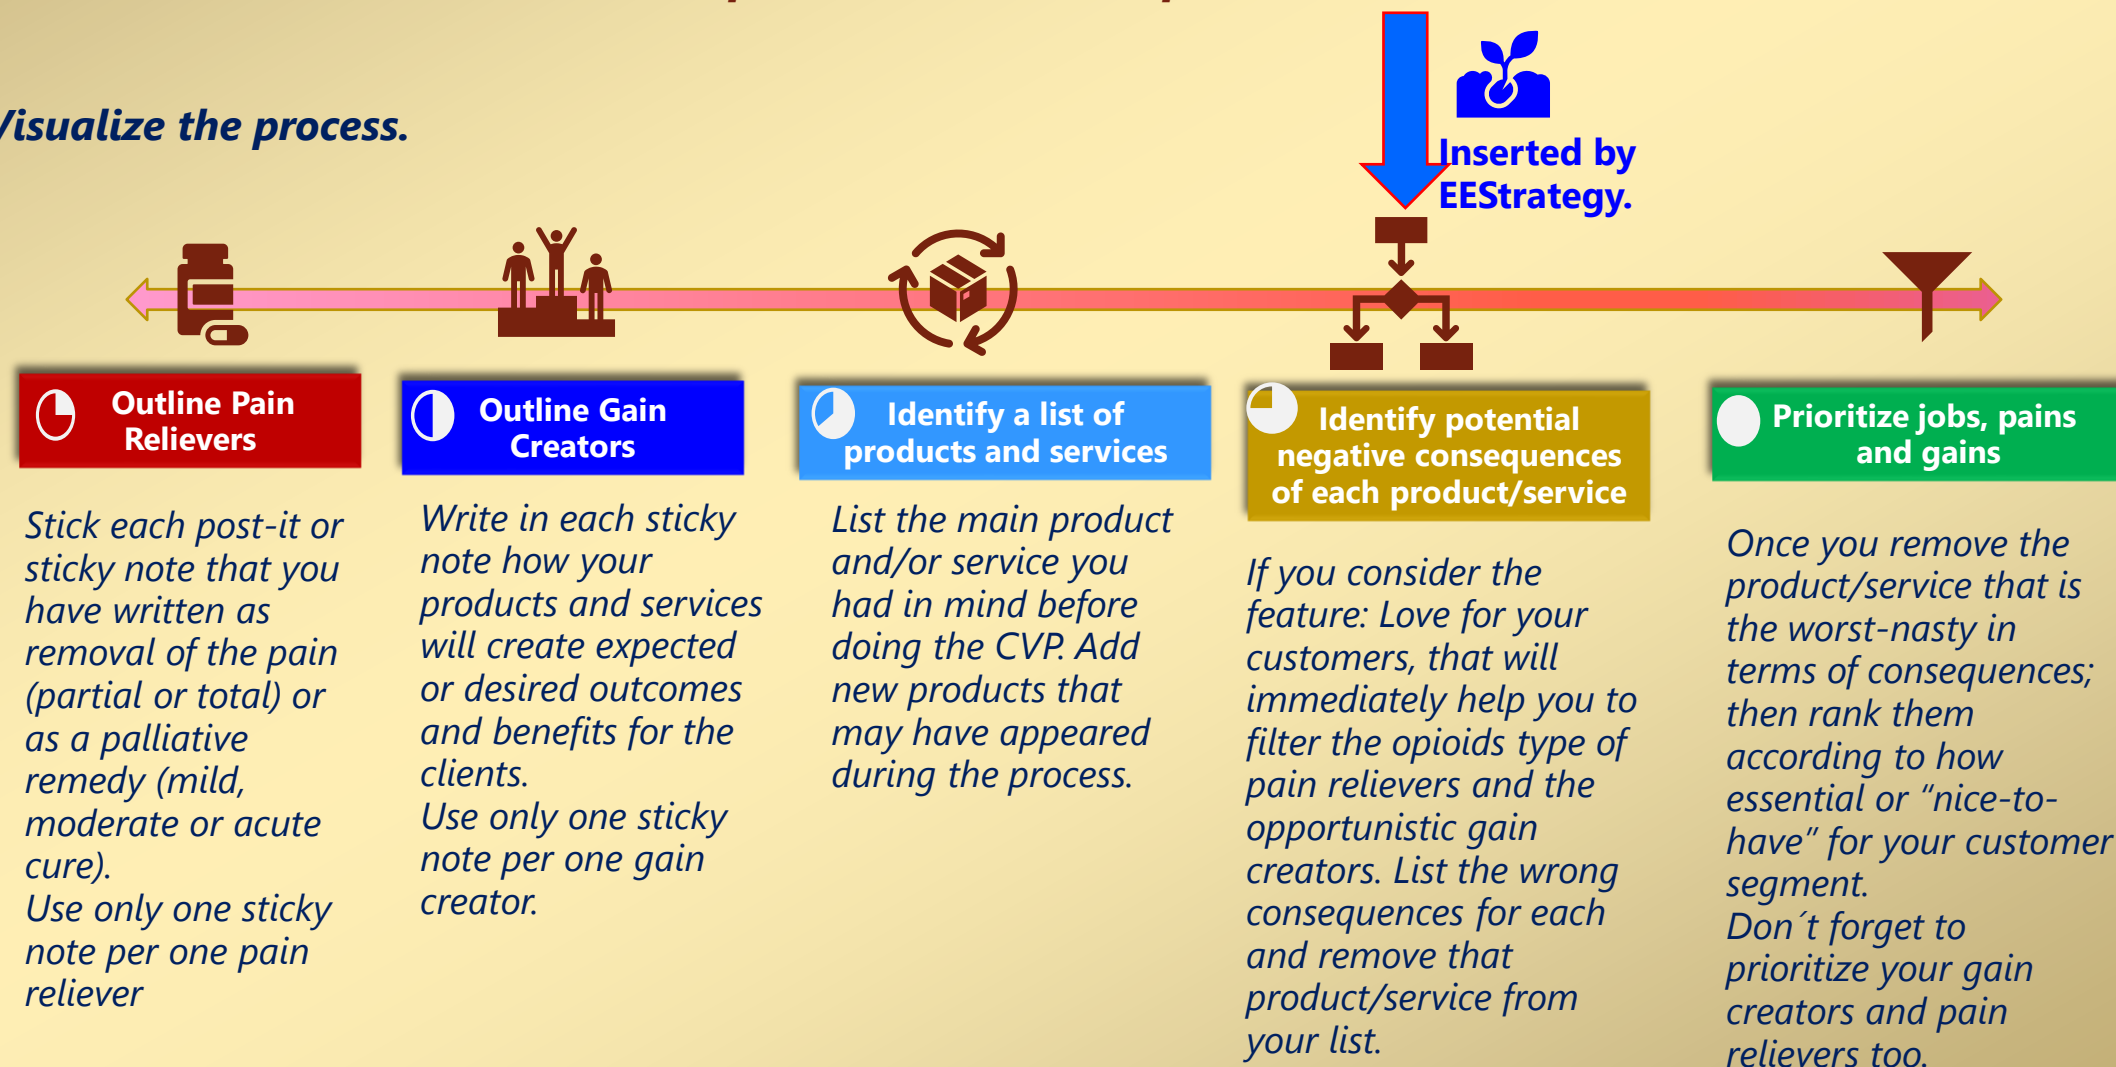 Visualize the process.
Inserted by
EEStrategy.
Outline Pain
Relievers
Stick each post-it or
sticky note that you
have written as
removal of the pain
(partial or total) or
as a palliative
remedy (mild,
moderate or acute
cure).
Use only one sticky
note per one pain
reliever
Outline Gain
Creators
Write in each sticky
note how your
products and services
will create expected
or desired outcomes
and benefits for the
clients.
Use only one sticky
note per one gain
creator.
Identify a list of
products and services
List the main product
and/or service you
had in mind before
doing the CVP. Add
new products that
may have appeared
during the process.
Identify potential
negative consequences
of each product/service
If you consider the
feature: Love for your
customers, that will
immediately help you to
filter the opioids type of
pain relievers and the
opportunistic gain
creators. List the wrong
consequences for each
and remove that
product/service from
your list.
Prioritize jobs, pains
and gains
Once you remove the
product/service that is
the worst-nasty in
terms of consequences;
then rank them
according to how
essential or “nice-to-
have” for your customer
segment.
Don´t forget to
prioritize your gain
creators and pain
relievers too.